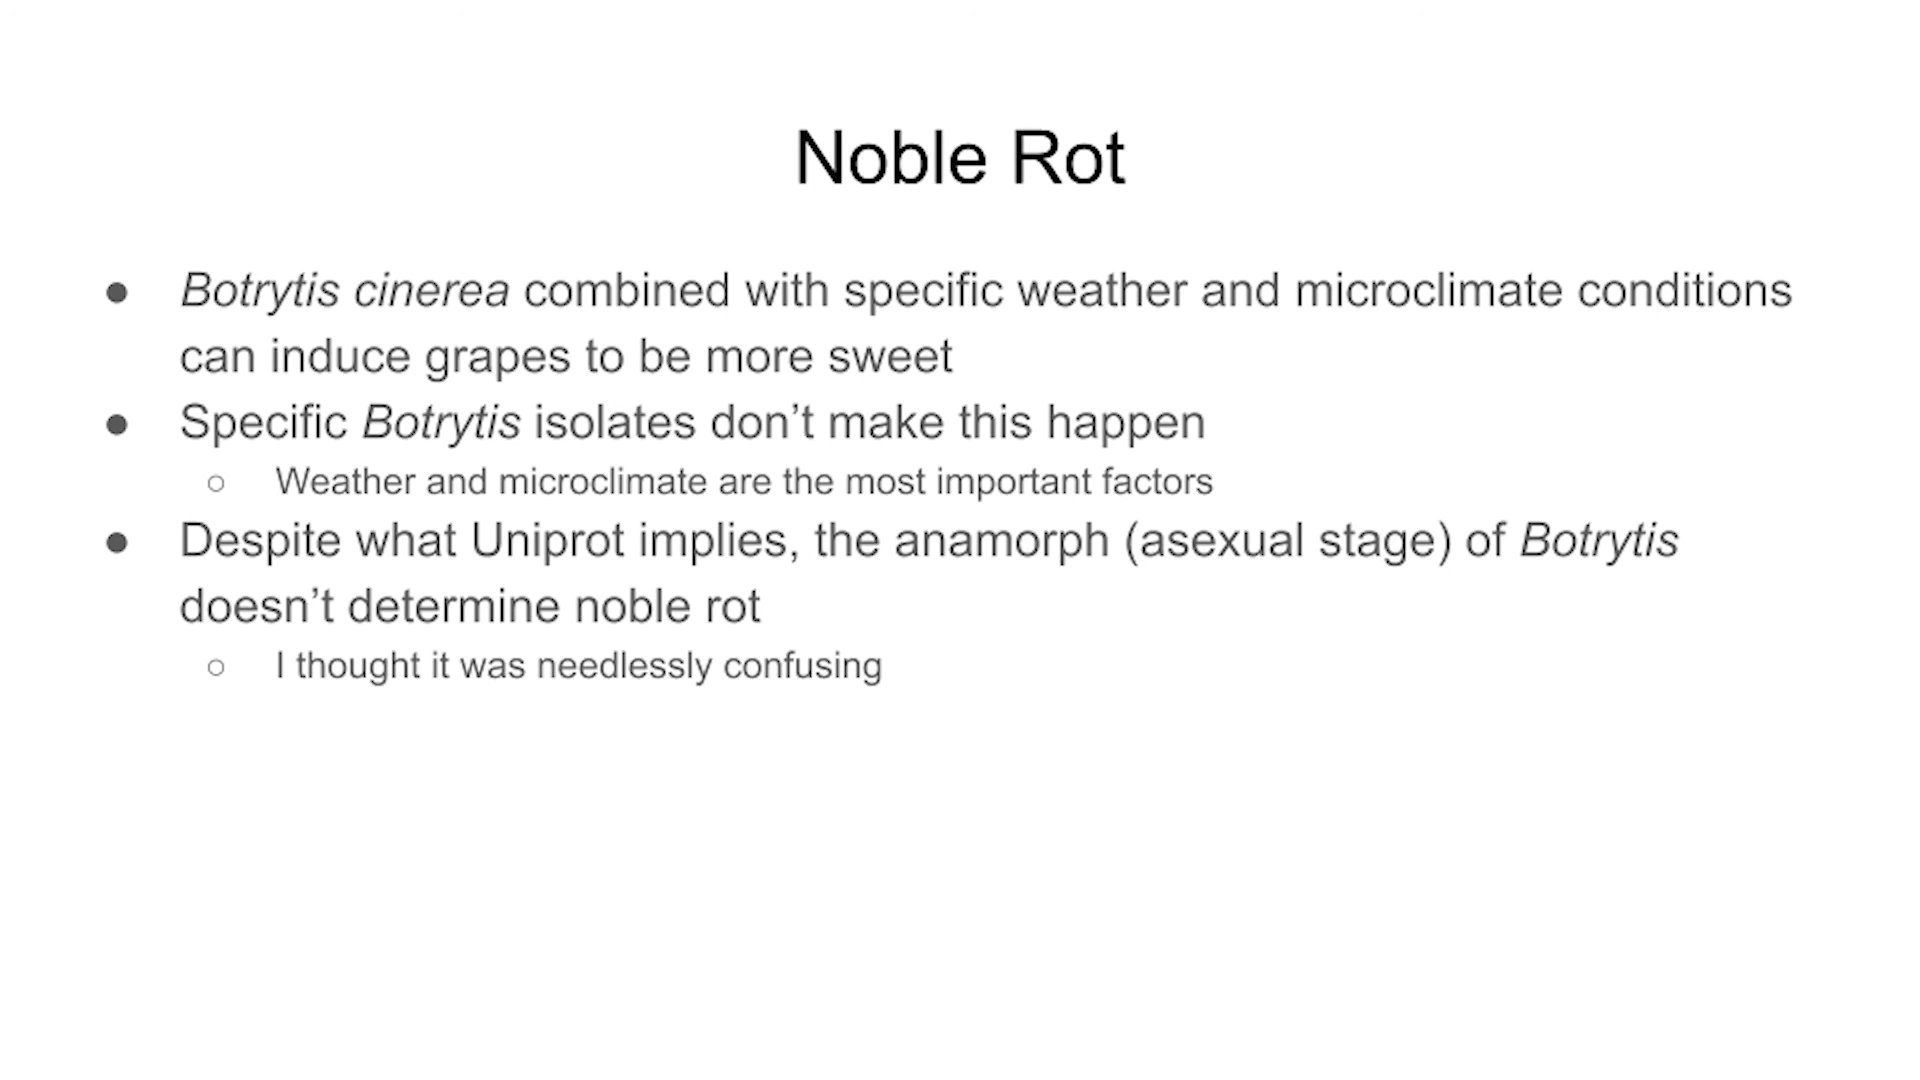 Noble Rot
● Botrytis cinerea combined with specific weather and microclimate conditions
can induce grapes to be more sweet
● Specific Botrytis isolates don’t make this happen
○ Weather and microclimate are the most important factors
● Despite what Uniprot implies, the anamorph (asexual stage) of Botrytis
doesn’t determine noble rot
○ I thought it was needlessly confusing